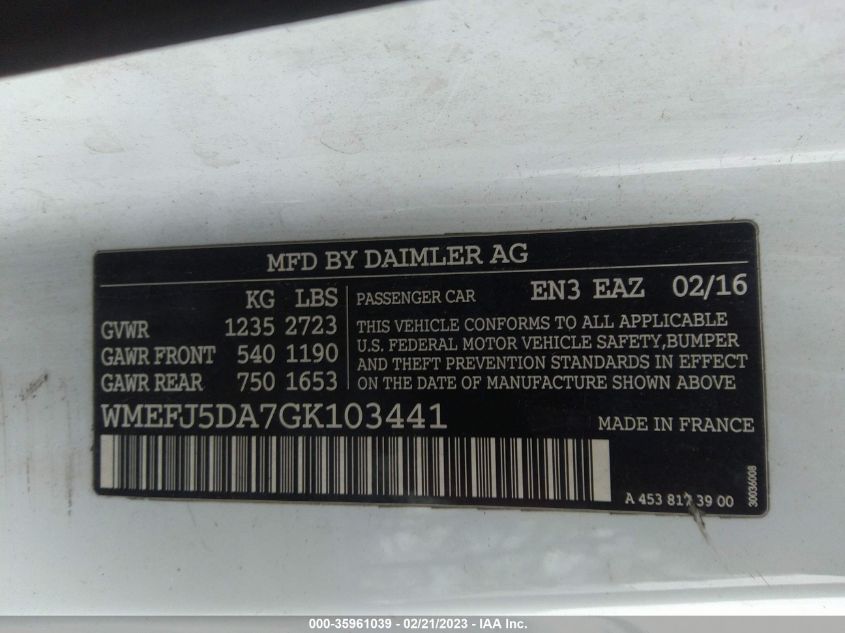 MFD BY DAIMLER AG
KG LBS
GVWR 1235 2723
GAWR FRONT 540 1190
GAWR REAR 750 1653
PASSENGER CAR EN3 EAZ 02/16
THIS VEHICLE CONFORMS TO ALL APPLICABLE
U.S. FEDERAL MOTOR VEHICLE SAFETY,BUMPER
AND THEFT PREVENTION STANDARDS IN EFFECT
ON THE DATE OF MANUFACTURE SHOWN ABOVE
WMEFJ5DA7GK103441 MADE IN FRANCE
A 453 817 39 00
30036008
000-35961039 - 02/21/2023 - IAA Inc.